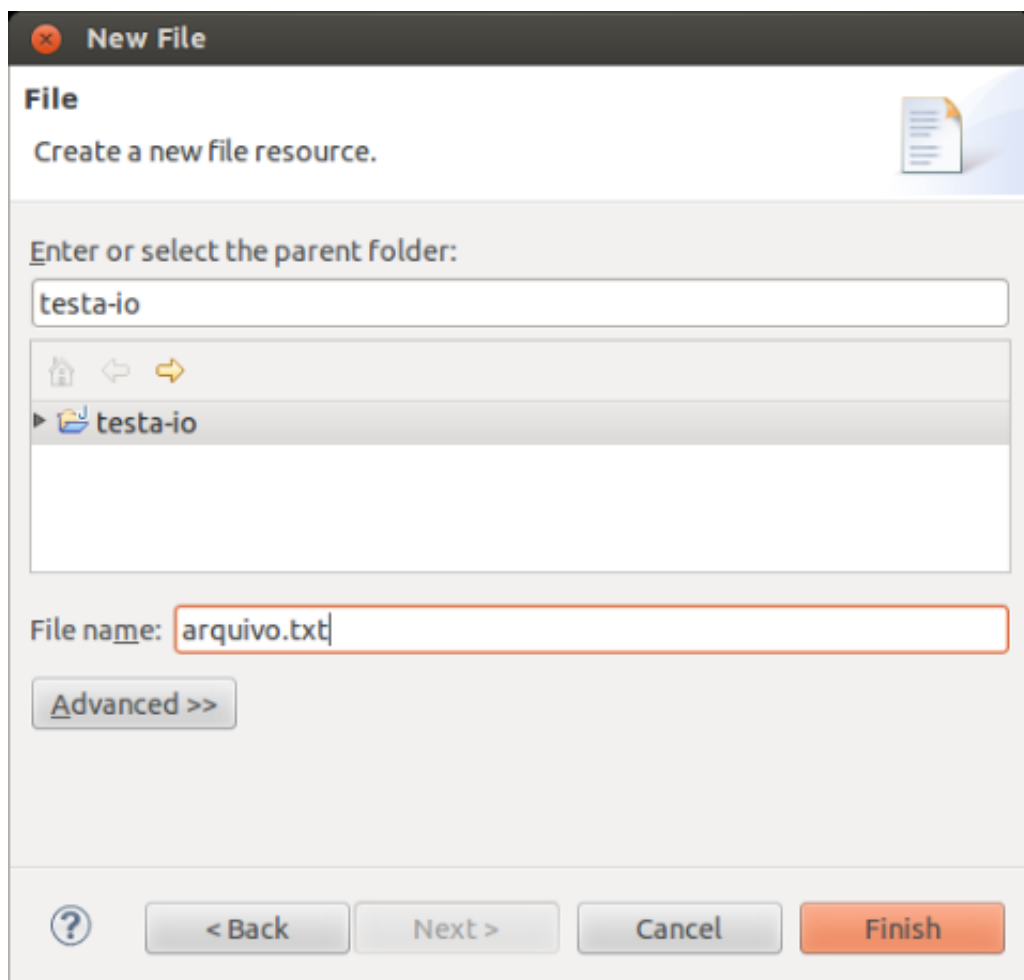 New File
File
Create a new file resource.
Enter or select the parent folder:
testa-io
testa-io
File name: arquivo.txt
Advanced >>
? < Back Next > Cancel Finish